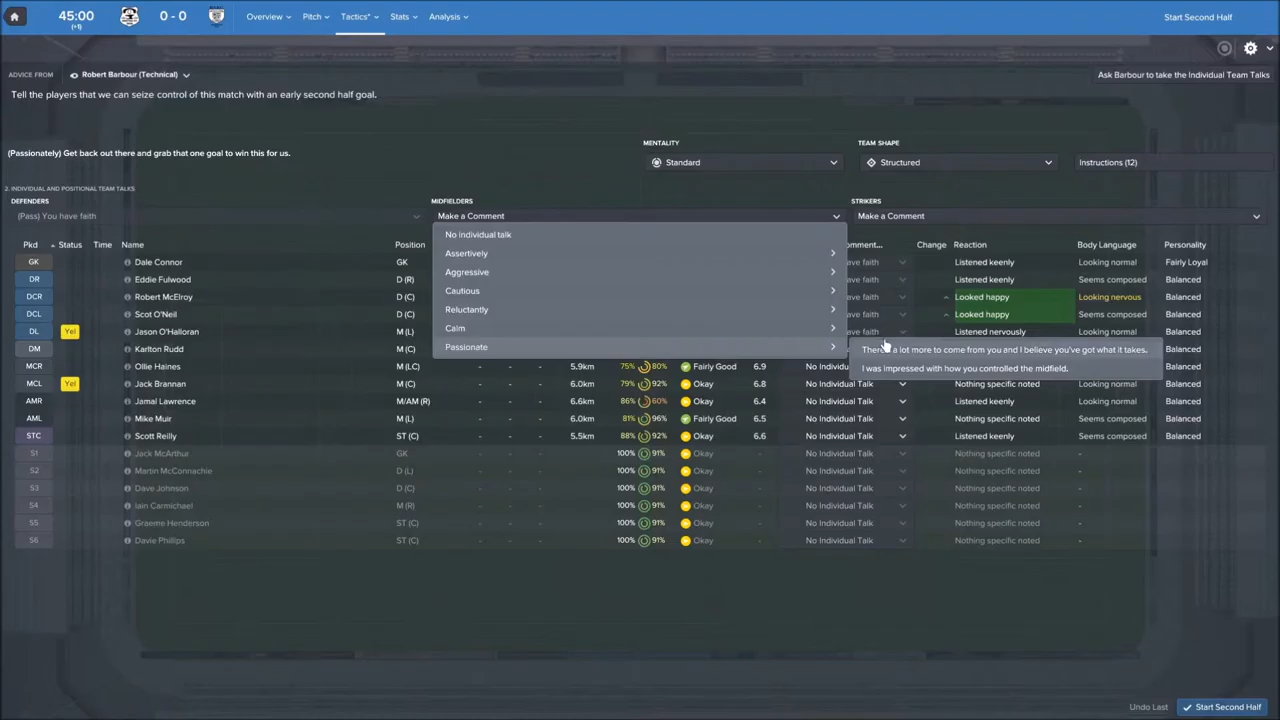 45:00
(+1)
0 - 0
Overview
Pitch
Tactics*
Stats
Analysis
Start Second Half
ADVICE FROM
Robert Barbour (Technical)
Ask Barbour to take the Individual Team Talks
Tell the players that we can seize control of this match with an early second half goal.
MENTALITY
TEAM SHAPE
(Passionately) Get back out there and grab that one goal to win this for us.
Standard
Structured
Instructions (12)
2. INDIVIDUAL AND POSITIONAL TEAM TALKS
DEFENDERS
MIDFIELDERS
STRIKERS
(Pass) You have faith
Make a Comment
Make a Comment
No individual talk
Assertively
Aggressive
Cautious
Reluctantly
Calm
Passionate
a lot more to come from you and I believe you've got what it takes.
I was impressed with how you controlled the midfield.
Pkd Status Time Name Position Change Reaction Body Language Personality
GK Dale Connor GK ave faith Listened keenly Looking normal Fairly Loyal
DR Eddie Fulwood D (R) ave faith Listened keenly Seems composed Balanced
DCR Robert McElroy D (C) ave faith Looked happy Looking nervous Balanced
DCL Scot O'Neil D (C) ave faith Looked happy Seems composed Balanced
DL Yel Jason O'Halloran M (L) ave faith Listened nervously Looking normal Balanced
DM Karlton Rudd M (C) Balanced
MCR Ollie Haines M (LC) 5.9km 75% 80% Fairly Good 6.9 No Individual Talk Balanced
MCL Yel Jack Brannan M (C) 6.0km 79% 92% Okay 6.8 No Individual Talk Nothing specific noted Looking normal Balanced
AMR Jamal Lawrence M/AM (R) 6.6km 86% 60% Okay 6.4 No Individual Talk Listened keenly Looking normal Balanced
AML Mike Muir M (L) 6.0km 81% 96% Fairly Good 6.5 No Individual Talk Nothing specific noted Seems composed Balanced
STC Scott Reilly ST (C) 5.5km 88% 92% Okay 6.6 No Individual Talk Listened keenly Seems composed Balanced
S1 Jack McArthur GK - - - 100% 91% Okay - No Individual Talk Nothing specific noted -
S2 Martin McConnachie D (L) - - - 100% 91% Okay - No Individual Talk Nothing specific noted -
S3 Dave Johnson D (C) - - - 100% 91% Okay - No Individual Talk Nothing specific noted -
S4 Iain Carmichael M (R) - - - 100% 91% Okay - No Individual Talk Nothing specific noted -
S5 Graeme Henderson ST (C) - - - 100% 91% Okay - No Individual Talk Nothing specific noted -
S6 Davie Phillips ST (C) - - - 100% 91% Okay - No Individual Talk Nothing specific noted -
Undo Last
Start Second Half